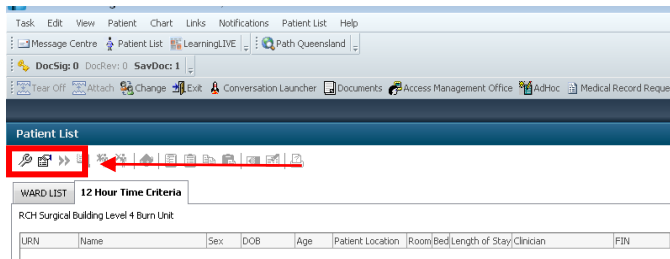 Task Edit View Patient Chart Links Notifications Patient List Help
Message Centre Patient List LearningLIVE Path Queensland
DocSig: 0 DocRev: 0 SavDoc: 1
Tear Off Attach Change Exit Conversation Launcher Documents Access Management Office AdHoc Medical Record Reque
Patient List
WARD LIST 12 Hour Time Criteria
RCH Surgical Building Level 4 Burn Unit
URN Name Sex DOB Age Patient Location Room Bed Length of Stay Clinician FIN